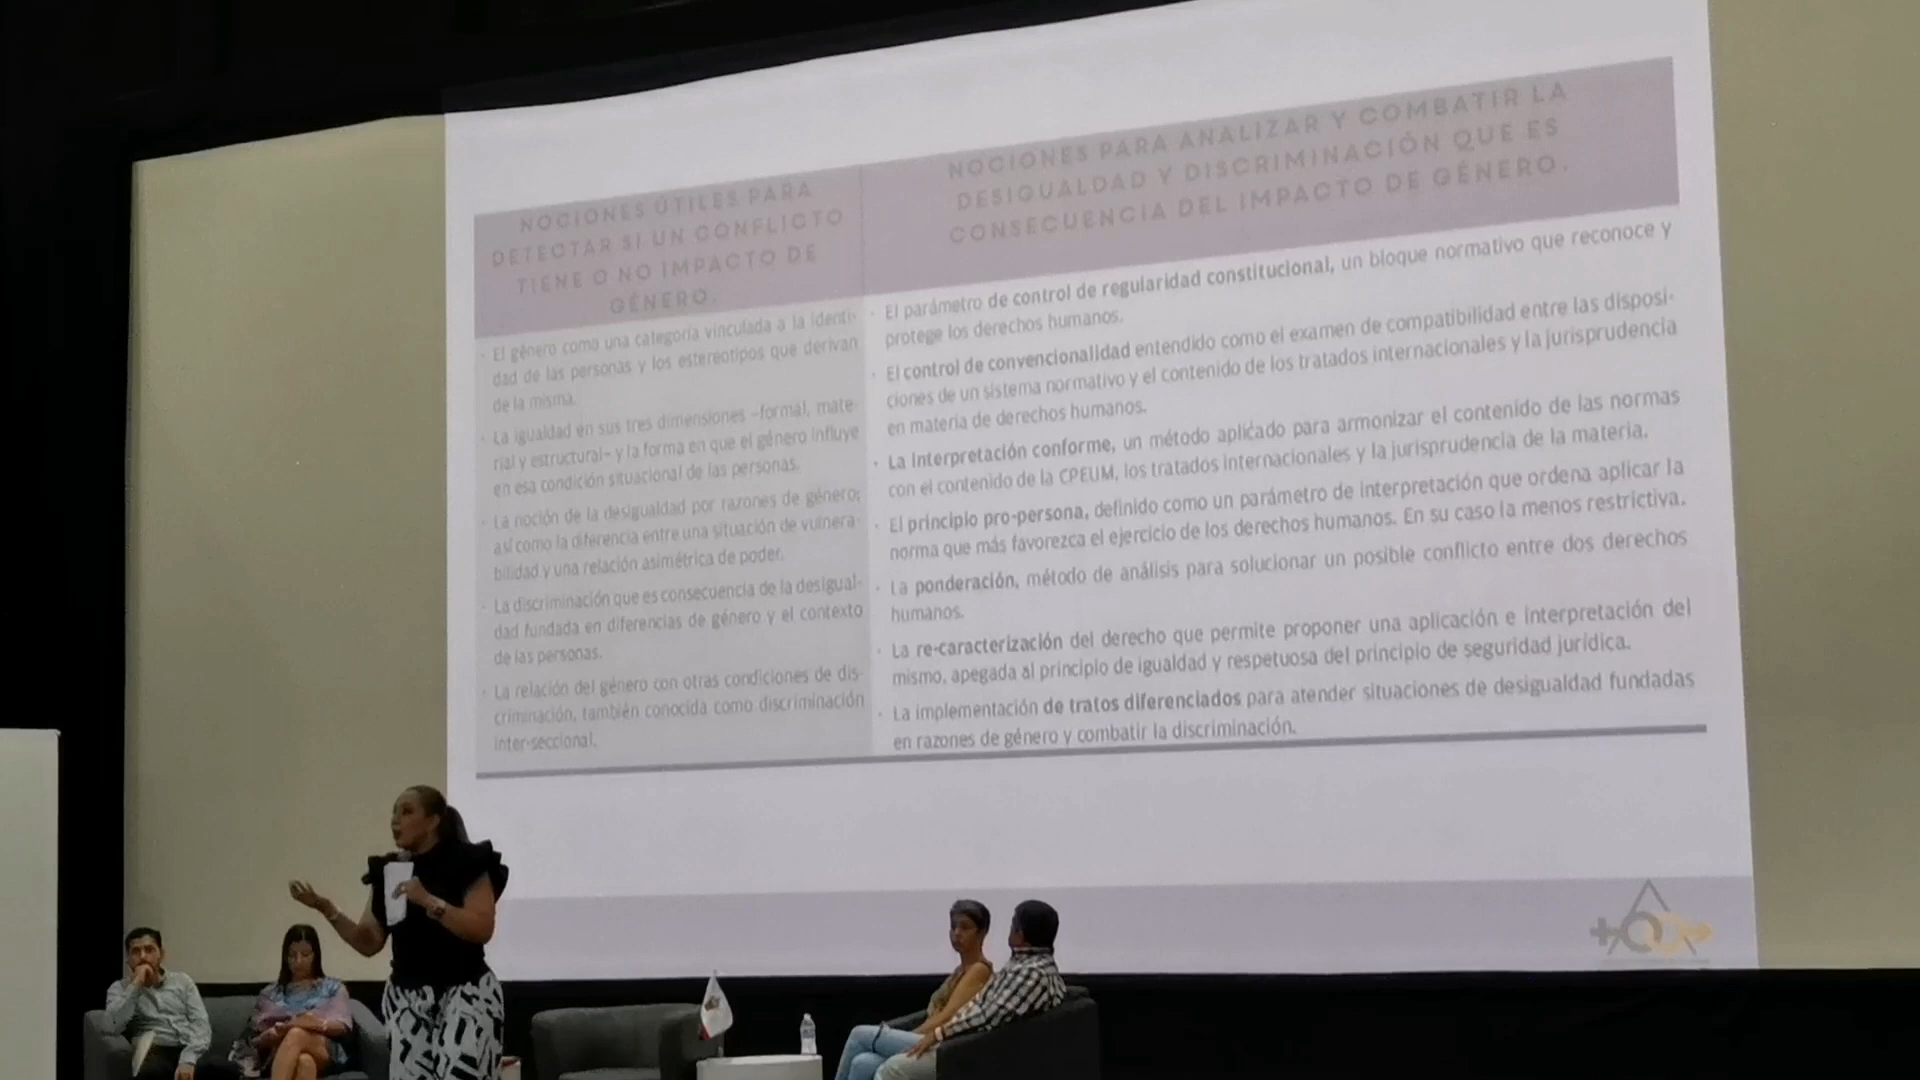 NOCIONES ÚTILES PARA
DETECTAR SI UN CONFLICTO
TIENE O NO IMPACTO DE
GÉNERO.
· El género como una categoría vinculada a la identi-
dad de las personas y los estereotipos que derivan
de la misma.
· La igualdad en sus tres dimensiones –formal, mate-
rial y estructural– y la forma en que el género influye
en esa condición situacional de las personas.
· La noción de la desigualdad por razones de género;
así como la diferencia entre una situación de vulnera-
bilidad y una relación asimétrica de poder.
· La discriminación que es consecuencia de la desigual-
dad fundada en diferencias de género y el contexto
de las personas.
· La relación del género con otras condiciones de dis-
criminación, también conocida como discriminación
inter-seccional.
NOCIONES PARA ANALIZAR Y COMBATIR LA
DESIGUALDAD Y DISCRIMINACIÓN QUE ES
CONSECUENCIA DEL IMPACTO DE GÉNERO.
· El parámetro de control de regularidad constitucional, un bloque normativo que reconoce y
protege los derechos humanos.
· El control de convencionalidad entendido como el examen de compatibilidad entre las disposi-
ciones de un sistema normativo y el contenido de los tratados internacionales y la jurisprudencia
en materia de derechos humanos.
· La interpretación conforme, un método aplicado para armonizar el contenido de las normas
con el contenido de la CPEUM, los tratados internacionales y la jurisprudencia de la materia.
· El principio pro-persona, definido como un parámetro de interpretación que ordena aplicar la
norma que más favorezca el ejercicio de los derechos humanos. En su caso la menos restrictiva.
· La ponderación, método de análisis para solucionar un posible conflicto entre dos derechos
humanos.
· La re-caracterización del derecho que permite proponer una aplicación e interpretación del
mismo, apegada al principio de igualdad y respetuosa del principio de seguridad jurídica.
· La implementación de tratos diferenciados para atender situaciones de desigualdad fundadas
en razones de género y combatir la discriminación.